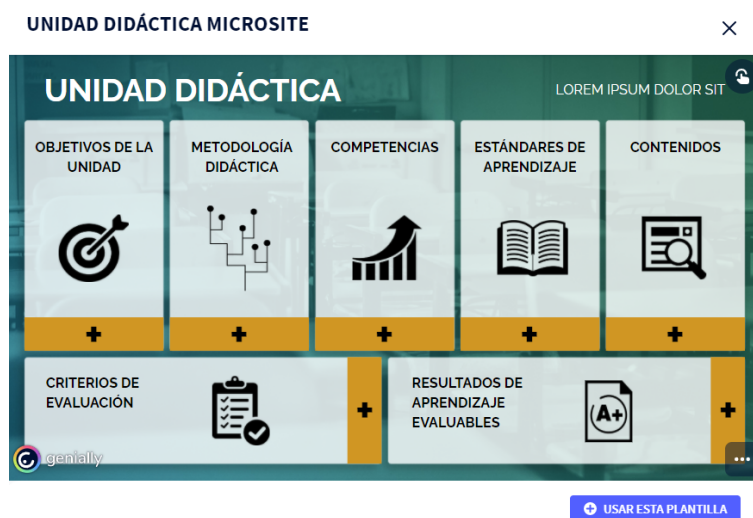 UNIDAD DIDÁCTICA MICROSITE
UNIDAD DIDÁCTICA
LOREM IPSUM DOLOR SIT
OBJETIVOS DE LA
UNIDAD
METODOLOGÍA
DIDÁCTICA
COMPETENCIAS
ESTÁNDARES DE
APRENDIZAJE
CONTENIDOS
+
+
+
+
+
CRITERIOS DE
EVALUACIÓN
+
RESULTADOS DE
APRENDIZAJE
EVALUABLES
A+
+
genially
USAR ESTA PLANTILLA